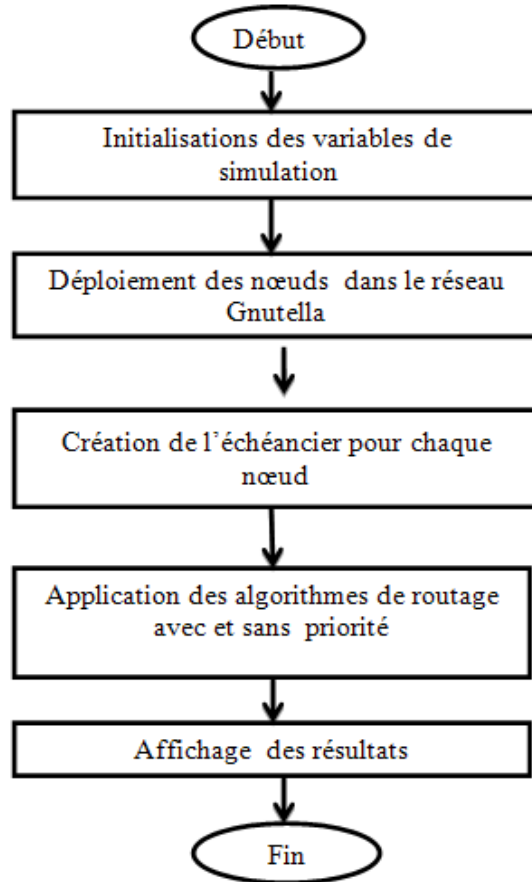 Début
Initialisations des variables de
simulation
Déploiement des nœuds dans le réseau
Gnutella
Création de l’échéancier pour chaque
nœud
Application des algorithmes de routage
avec et sans priorité
Affichage des résultats
Fin